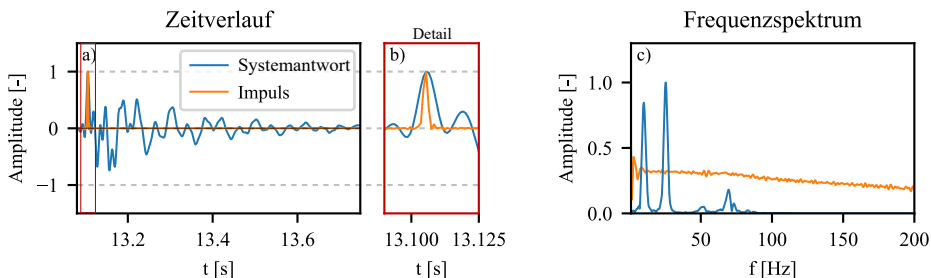 Zeitverlauf
Frequenzspektrum
Detail
a)
b)
c)
Systemantwort
Impuls
Amplitude [-]
1
0
−1
13.2
13.4
13.6
t [s]
13.100
13.125
t [s]
Amplitude [-]
1.0
0.5
0.0
50
100
150
200
f [Hz]